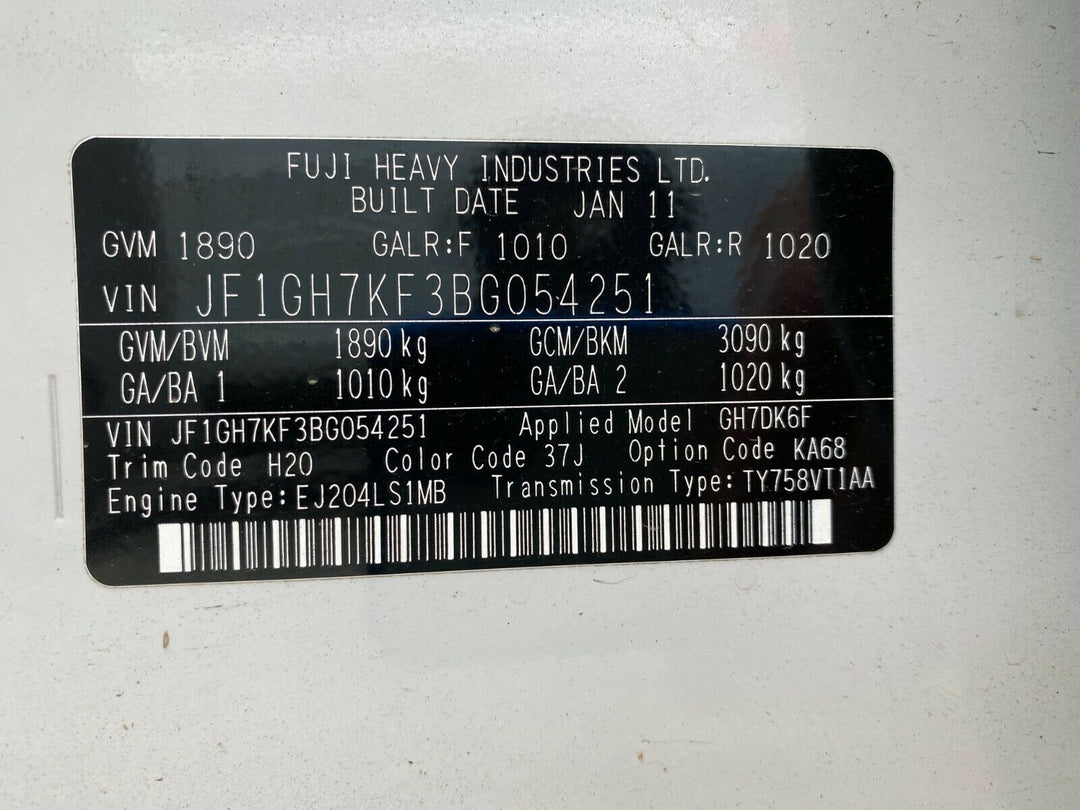 FUJI HEAVY INDUSTRIES LTD.
BUILT DATE JAN 11
GVM 1890 GALR:F 1010 GALR:R 1020
VIN JF1GH7KF3BG054251
GVM/BVM 1890 kg GCM/BKM 3090 kg
GA/BA 1 1010 kg GA/BA 2 1020 kg
VIN JF1GH7KF3BG054251 Applied Model GH7DK6F
Trim Code H20 Color Code 37J Option Code KA68
Engine Type: EJ204LS1MB Transmission Type: TY758VT1AA